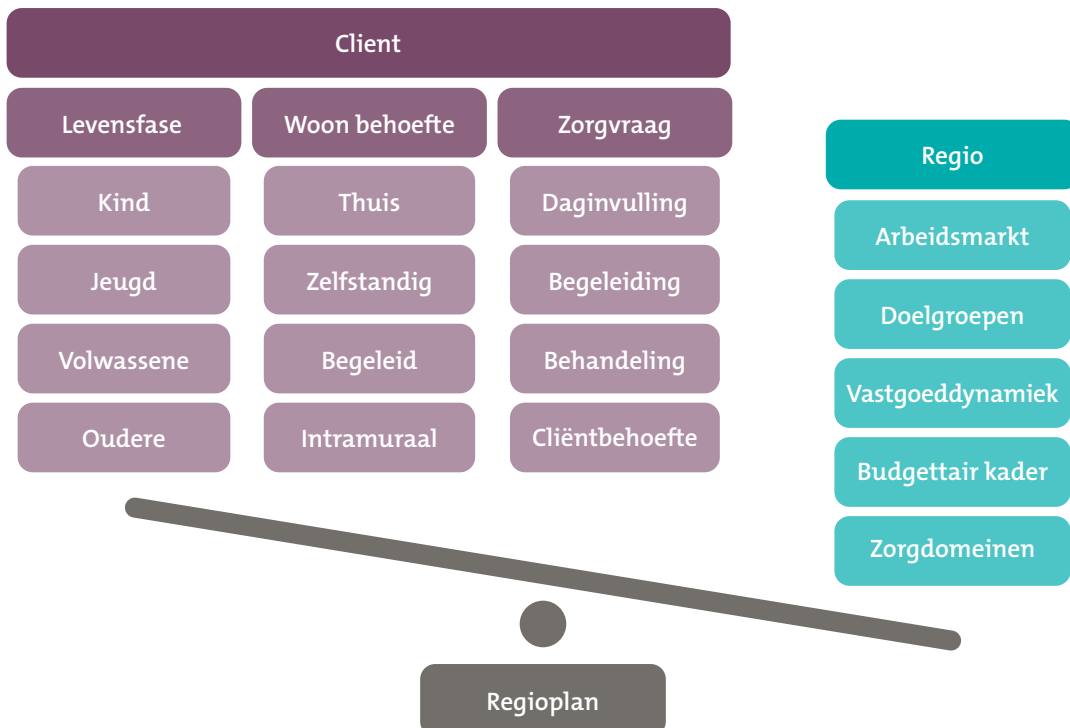 Client
Levensfase
Woon behoefte
Zorgvraag
Kind
Thuis
Daginvulling
Jeugd
Zelfstandig
Begeleiding
Volwassene
Begeleid
Behandeling
Oudere
Intramuraal
Cliëntbehoefte
Regio
Arbeidsmarkt
Doelgroepen
Vastgoeddynamiek
Budgettair kader
Zorgdomeinen
Regioplan